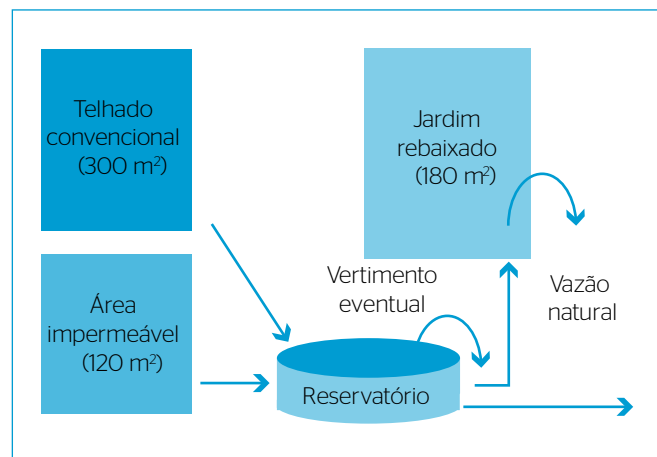 Telhado
convencional
(300 m²)
Jardim
rebaixado
(180 m²)
Área
impermeável
(120 m²)
Vertimento
eventual
Vazão
natural
Reservatório